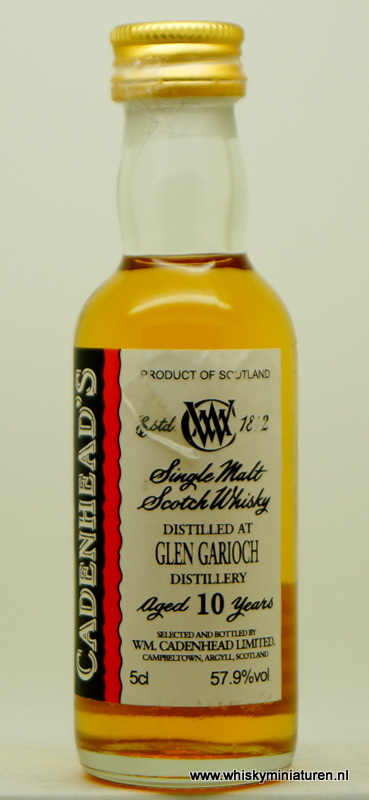 CADENHEAD'S
PRODUCT OF SCOTLAND
Estd WC 1842
Single Malt
Scotch Whisky
DISTILLED AT
GLEN GARIOCH
DISTILLERY
Aged 10 Years
SELECTED AND BOTTLED BY
WM. CADENHEAD LIMITED.
CAMPBELTOWN, ARGYLL, SCOTLAND
5cl 57.9%vol
www.whiskyminiaturen.nl